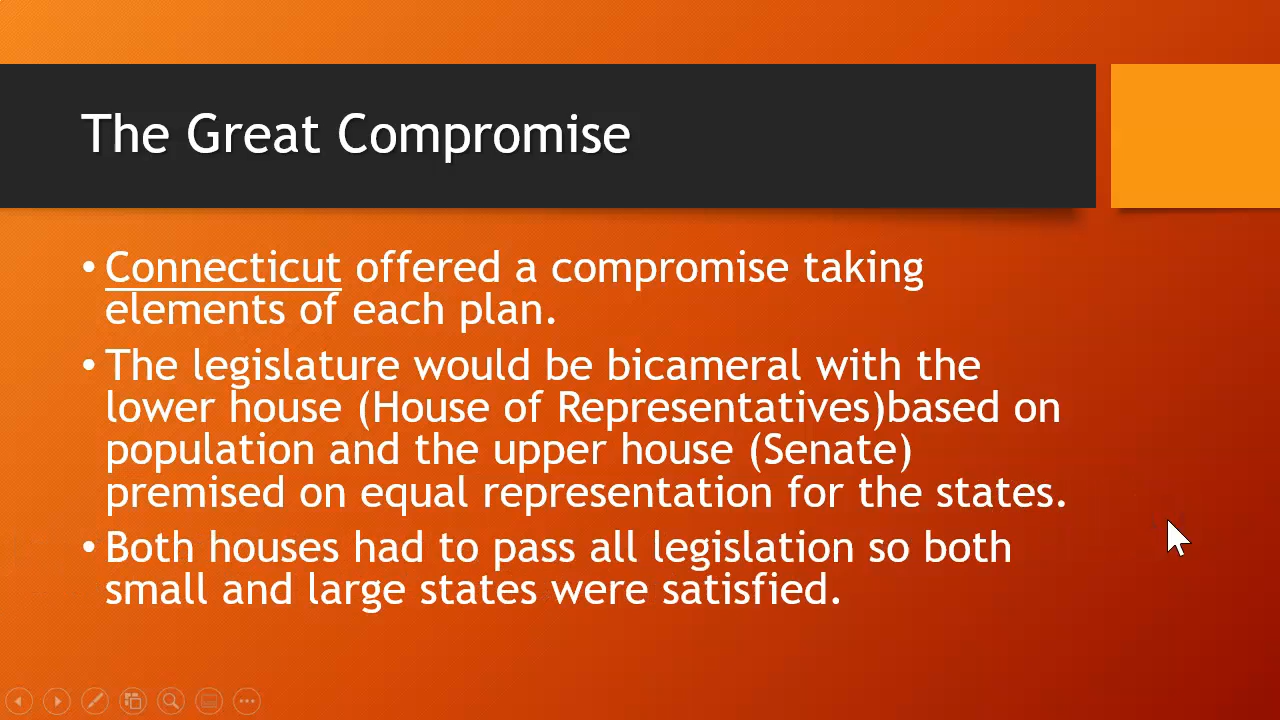 The Great Compromise
• Connecticut offered a compromise taking
elements of each plan.
• The legislature would be bicameral with the
lower house (House of Representatives)based on
population and the upper house (Senate)
premised on equal representation for the states.
• Both houses had to pass all legislation so both
small and large states were satisfied.